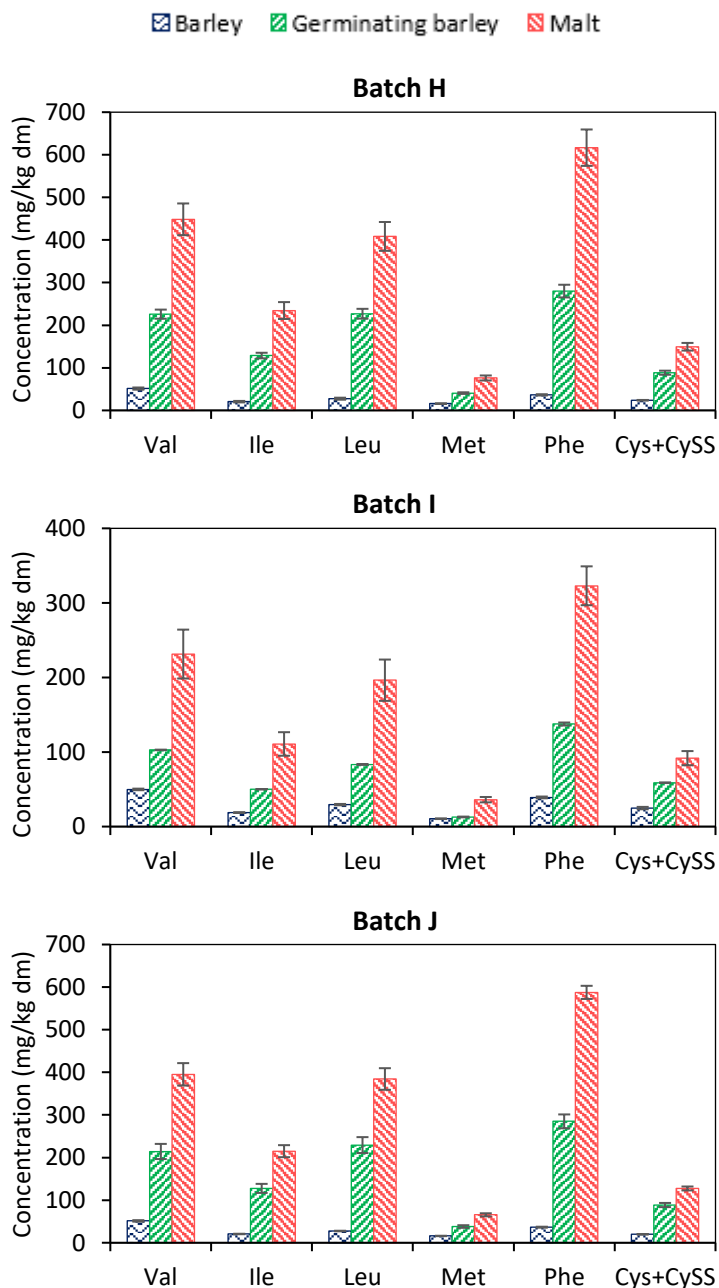 Barley Germinating barley Malt
Batch H
Concentration (mg/kg dm)
700
600
500
400
300
200
100
0
Val Ile Leu Met Phe Cys+CySS
Batch I
Concentration (mg/kg dm)
400
300
200
100
0
Val Ile Leu Met Phe Cys+CySS
Batch J
Concentration (mg/kg dm)
700
600
500
400
300
200
100
0
Val Ile Leu Met Phe Cys+CySS